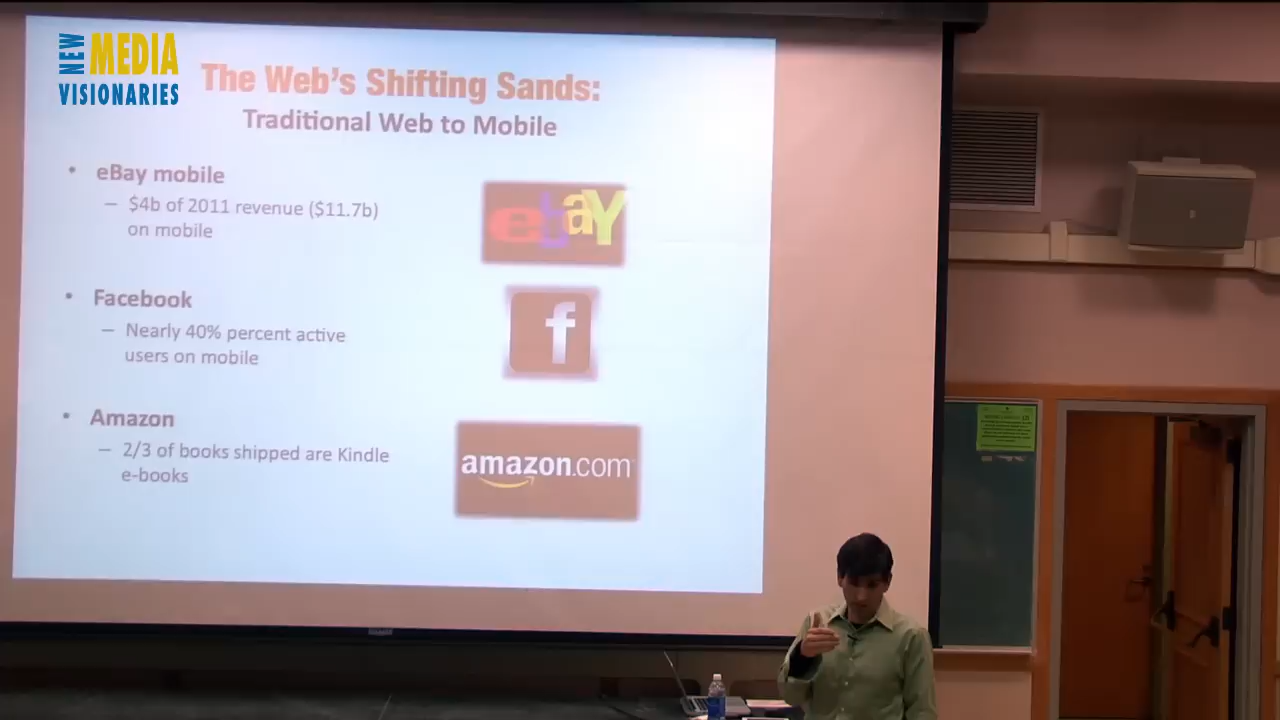 NEW MEDIA
VISIONARIES
The Web's Shifting Sands:
Traditional Web to Mobile
• eBay mobile
– $4b of 2011 revenue ($11.7b)
on mobile
ebaY
• Facebook
– Nearly 40% percent active
users on mobile
f
• Amazon
– 2/3 of books shipped are Kindle
e-books
amazon.com